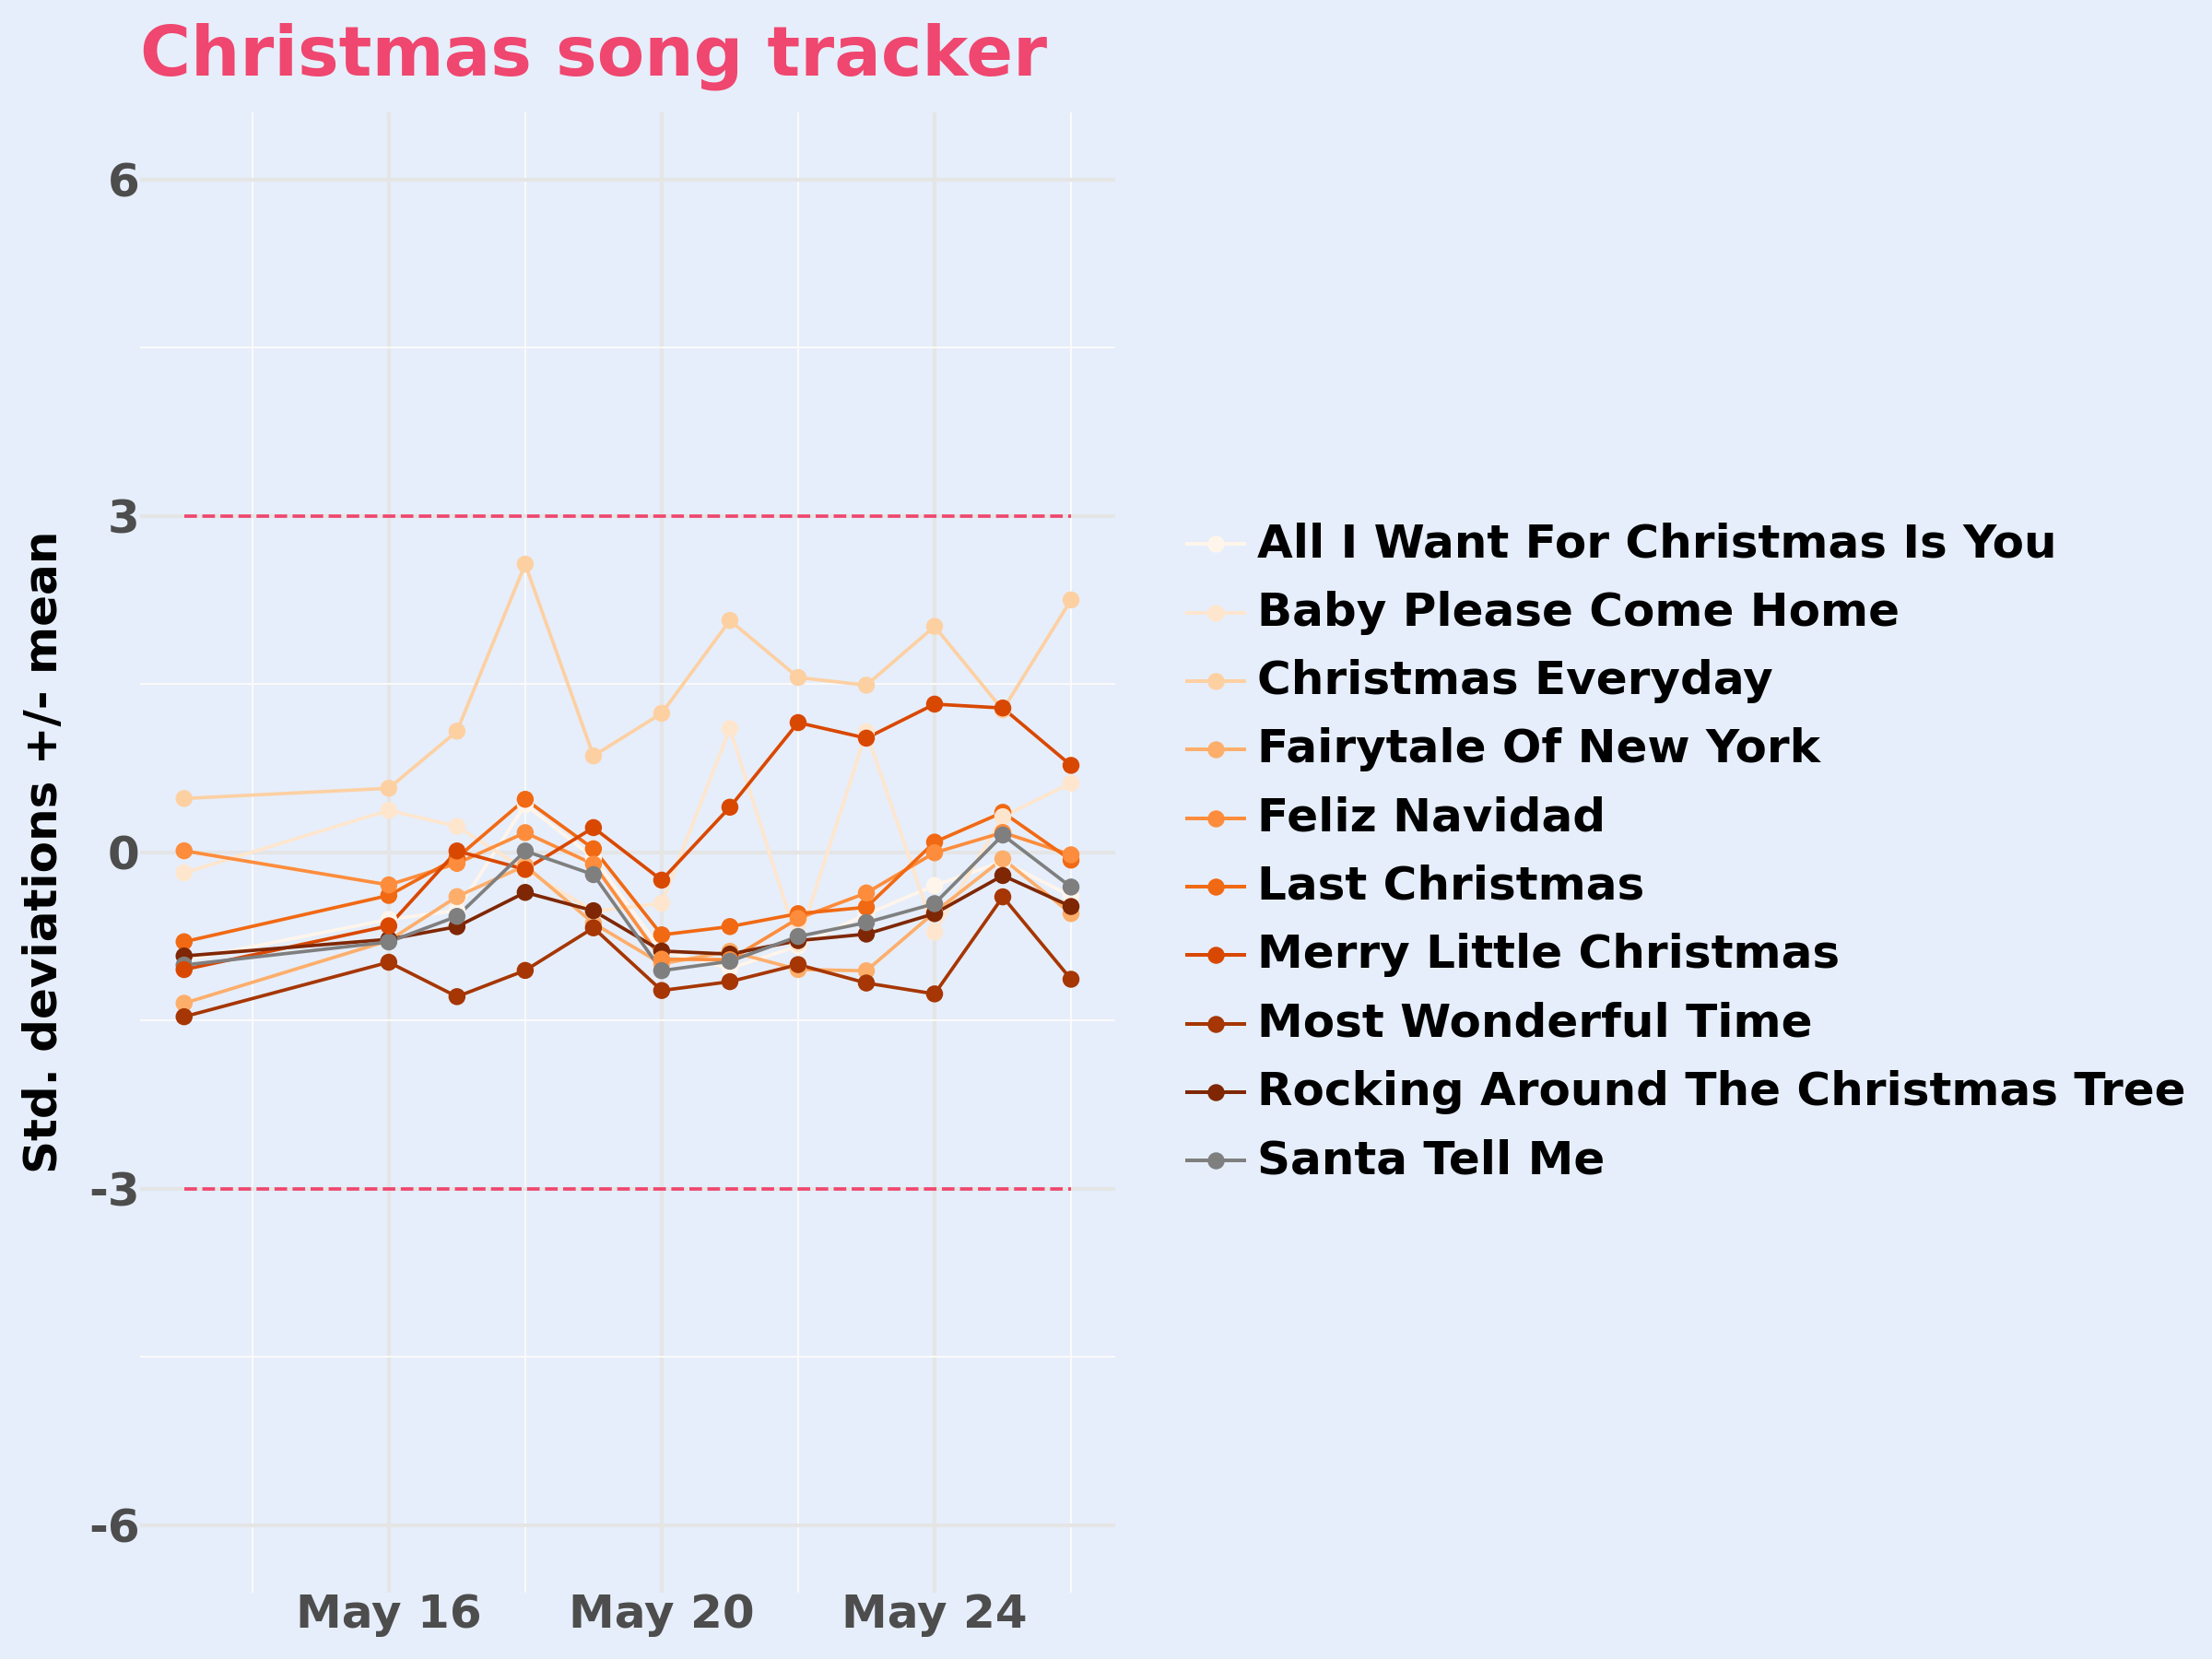 Christmas song tracker
Std. deviations +/- mean
6
3
0
-3
-6
May 16
May 20
May 24
All I Want For Christmas Is You
Baby Please Come Home
Christmas Everyday
Fairytale Of New York
Feliz Navidad
Last Christmas
Merry Little Christmas
Most Wonderful Time
Rocking Around The Christmas Tree
Santa Tell Me